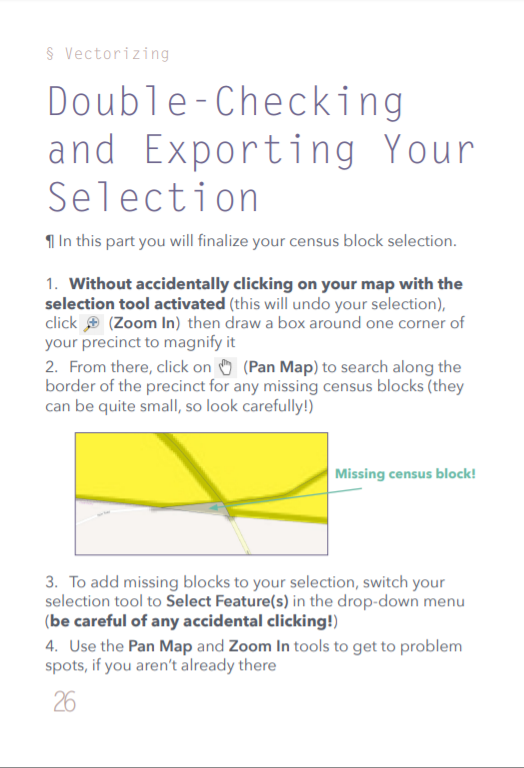 § Vectorizing
Double-Checking
and Exporting Your
Selection
¶ In this part you will finalize your census block selection.
1. Without accidentally clicking on your map with the
selection tool activated (this will undo your selection),
click (Zoom In) then draw a box around one corner of
your precinct to magnify it
2. From there, click on (Pan Map) to search along the
border of the precinct for any missing census blocks (they
can be quite small, so look carefully!)
Missing census block!
3. To add missing blocks to your selection, switch your
selection tool to Select Feature(s) in the drop-down menu
(be careful of any accidental clicking!)
4. Use the Pan Map and Zoom In tools to get to problem
spots, if you aren’t already there
26